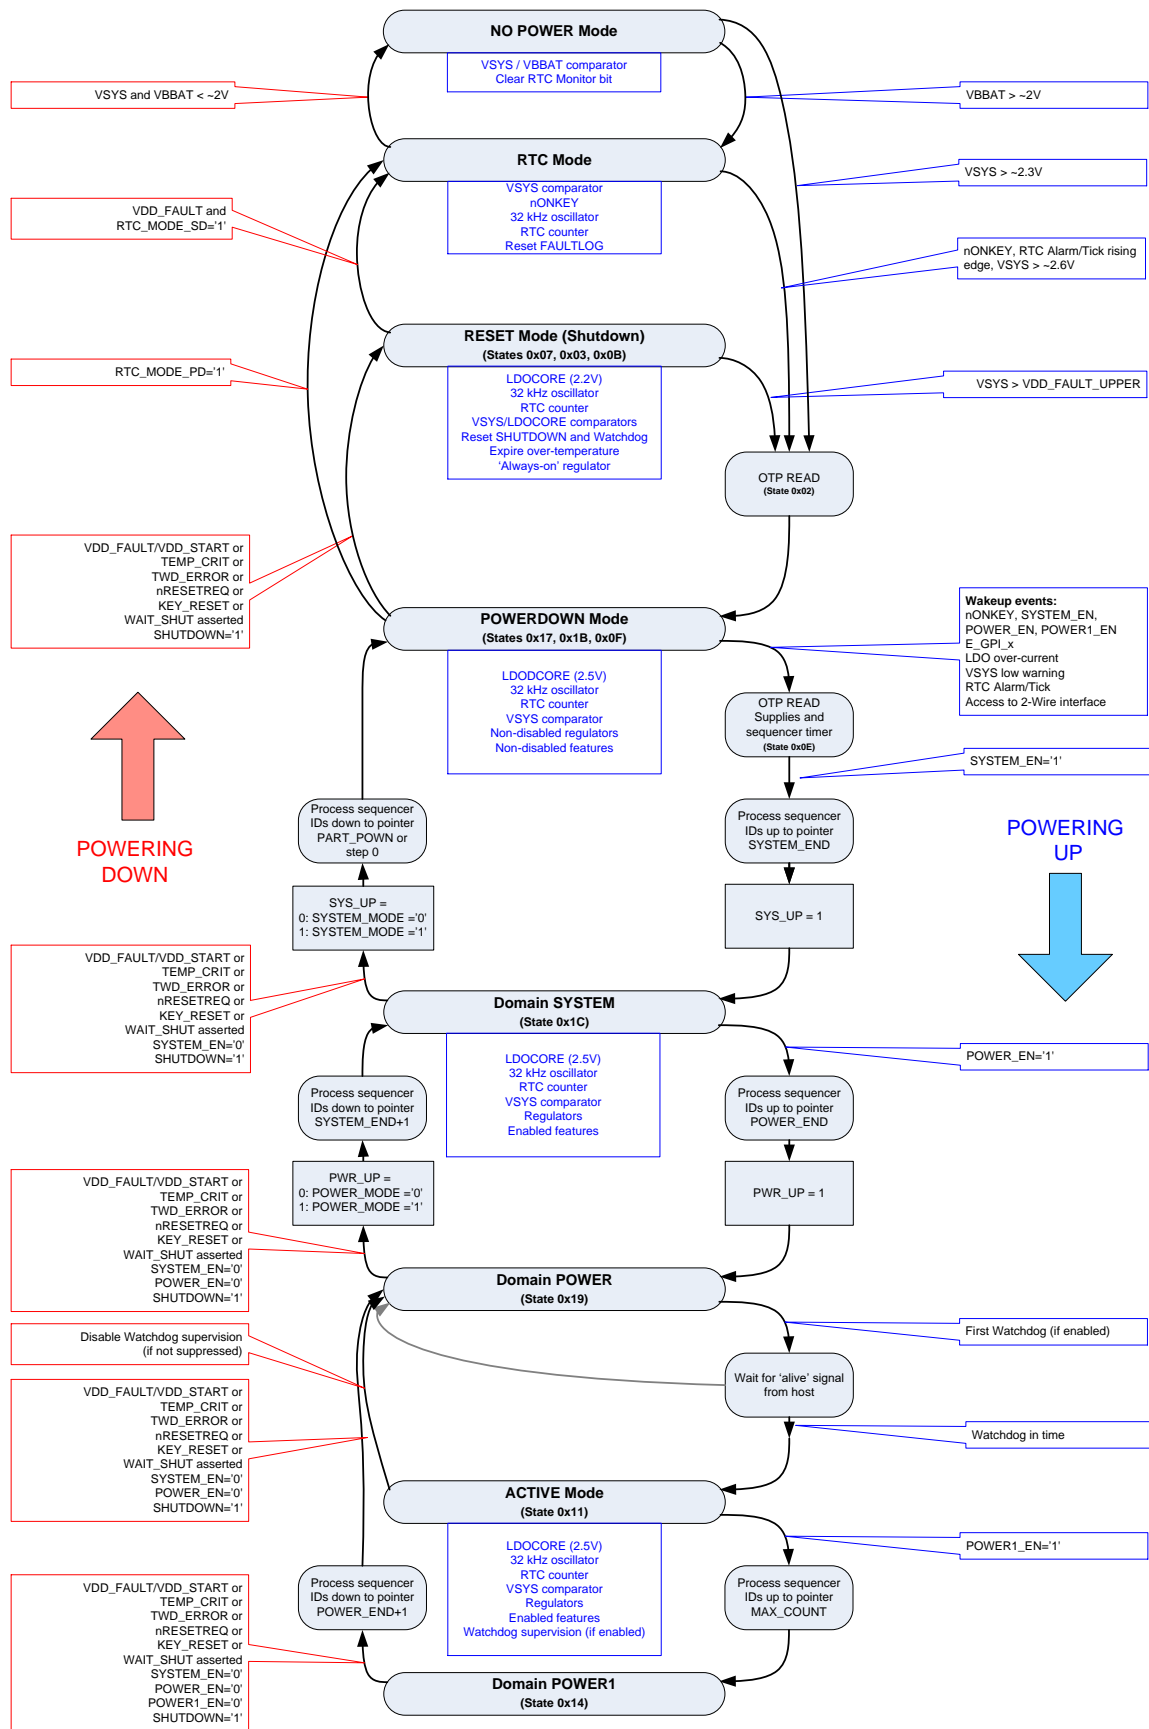 NO POWER Mode
VSYS / VBBAT comparator
Clear RTC Monitor bit
VSYS and VBBAT < ~2V
VBBAT > ~2V
RTC Mode
VSYS comparator
nONKEY
32 kHz oscillator
RTC counter
Reset FAULTLOG
VSYS > ~2.3V
VDD_FAULT and
RTC_MODE_SD='1'
nONKEY, RTC Alarm/Tick rising
edge, VSYS > ~2.6V
RESET Mode (Shutdown)
(States 0x07, 0x03, 0x0B)
LDOCORE (2.2V)
32 kHz oscillator
RTC counter
VSYS/LDOCORE comparators
Reset SHUTDOWN and Watchdog
Expire over-temperature
'Always-on' regulator
RTC_MODE_PD='1'
VSYS > VDD_FAULT_UPPER
OTP READ
(State 0x02)
VDD_FAULT/VDD_START or
TEMP_CRIT or
TWD_ERROR or
nRESETREQ or
KEY_RESET or
WAIT_SHUT asserted
SHUTDOWN='1'
POWERDOWN Mode
(States 0x17, 0x1B, 0x0F)
LDODCORE (2.5V)
32 kHz oscillator
RTC counter
VSYS comparator
Non-disabled regulators
Non-disabled features
Wakeup events:
nONKEY, SYSTEM_EN,
POWER_EN, POWER1_EN
E_GPI_x
LDO over-current
VSYS low warning
RTC Alarm/Tick
Access to 2-Wire interface
OTP READ
Supplies and
sequencer timer
(State 0x0E)
SYSTEM_EN='1'
POWERING
DOWN
Process sequencer
IDs down to pointer
PART_POWN or
step 0
Process sequencer
IDs up to pointer
SYSTEM_END
POWERING
UP
SYS_UP =
0: SYSTEM_MODE ='0'
1: SYSTEM_MODE ='1'
SYS_UP = 1
VDD_FAULT/VDD_START or
TEMP_CRIT or
TWD_ERROR or
nRESETREQ or
KEY_RESET or
WAIT_SHUT asserted
SYSTEM_EN='0'
SHUTDOWN='1'
Domain SYSTEM
(State 0x1C)
LDOCORE (2.5V)
32 kHz oscillator
RTC counter
VSYS comparator
Regulators
Enabled features
POWER_EN='1'
Process sequencer
IDs down to pointer
SYSTEM_END+1
Process sequencer
IDs up to pointer
POWER_END
PWR_UP =
0: POWER_MODE ='0'
1: POWER_MODE ='1'
PWR_UP = 1
VDD_FAULT/VDD_START or
TEMP_CRIT or
TWD_ERROR or
nRESETREQ or
KEY_RESET or
WAIT_SHUT asserted
SYSTEM_EN='0'
POWER_EN='0'
SHUTDOWN='1'
Domain POWER
(State 0x19)
Disable Watchdog supervision
(if not suppressed)
First Watchdog (if enabled)
Wait for 'alive' signal
from host
VDD_FAULT/VDD_START or
TEMP_CRIT or
TWD_ERROR or
nRESETREQ or
KEY_RESET or
WAIT_SHUT asserted
SYSTEM_EN='0'
POWER_EN='0'
SHUTDOWN='1'
Watchdog in time
ACTIVE Mode
(State 0x11)
LDOCORE (2.5V)
32 kHz oscillator
RTC counter
VSYS comparator
Regulators
Enabled features
Watchdog supervision (if enabled)
POWER1_EN='1'
Process sequencer
IDs down to pointer
POWER_END+1
Process sequencer
IDs up to pointer
MAX_COUNT
VDD_FAULT/VDD_START or
TEMP_CRIT or
TWD_ERROR or
nRESETREQ or
KEY_RESET or
WAIT_SHUT asserted
SYSTEM_EN='0'
POWER_EN='0'
POWER1_EN='0'
SHUTDOWN='1'
Domain POWER1
(State 0x14)